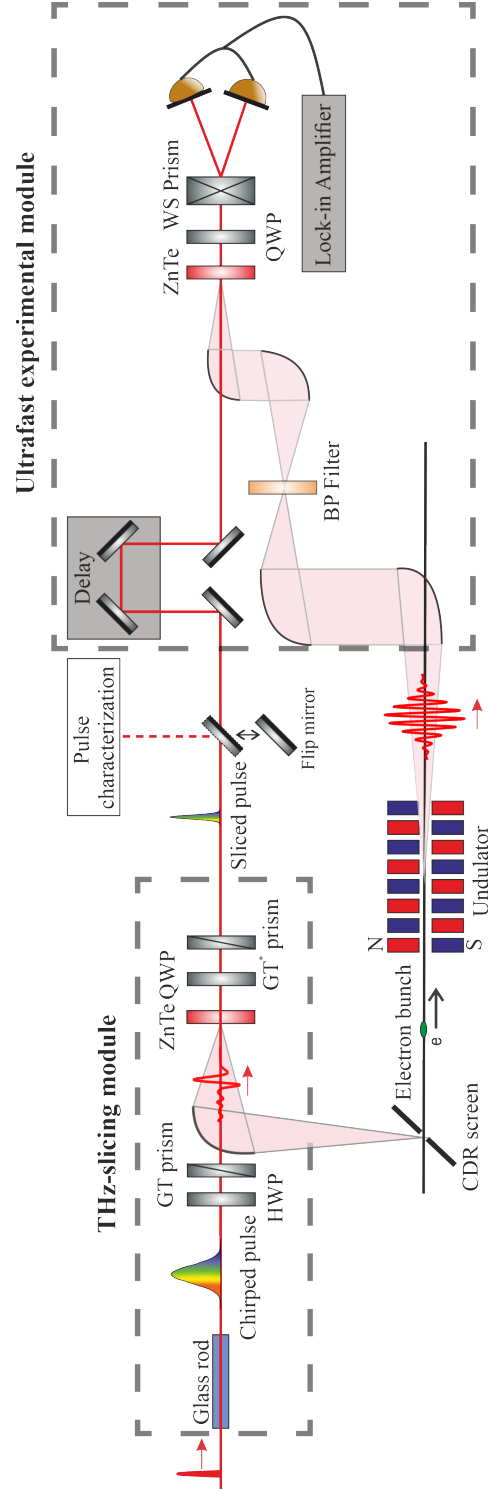 Ultrafast experimental module
THz-slicing module
Glass rod
Chirped pulse
GT prism
HWP
ZnTe
QWP
GT* prism
Sliced pulse
Pulse
characterization
Flip mirror
Delay
BP Filter
ZnTe
QWP
WS Prism
Lock-in Amplifier
CDR screen
Electron bunch
e
N
S
Undulator